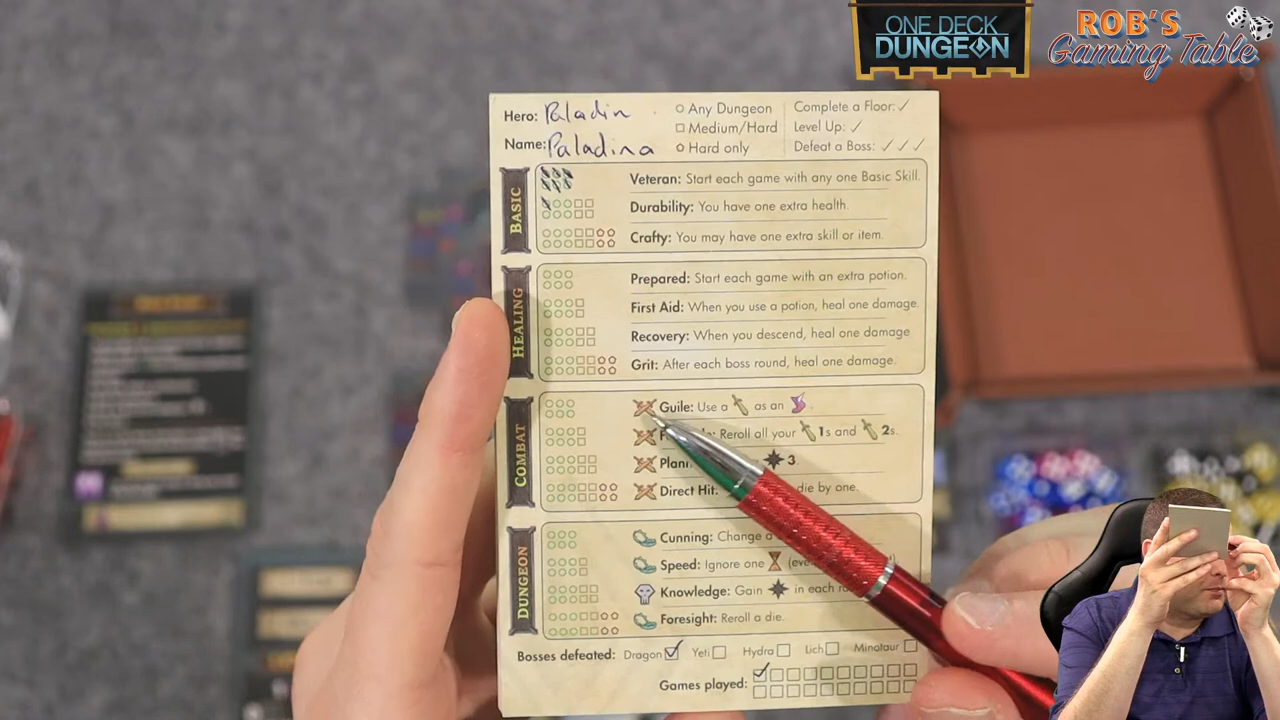 ONE DECK
DUNGEON
ROB'S
Gaming Table
Hero: Paladin
Name: Paladina
Any Dungeon
Medium/Hard
Hard only
Complete a Floor: ✓
Level Up: ✓
Defeat a Boss: ✓ ✓ ✓
BASIC
Veteran: Start each game with any one Basic Skill.
Durability: You have one extra health.
Crafty: You may have one extra skill or item.
HEALING
Prepared: Start each game with an extra potion.
First Aid: When you use a potion, heal one damage.
Recovery: When you descend, heal one damage
Grit: After each boss round, heal one damage.
COMBAT
Guile: Use a as an
Reroll all your 1s and 2s.
3.
Direct Hit: die by one.
DUNGEON
Cunning: Change a
Speed: Ignore one
Knowledge: Gain in each
Foresight: Reroll a die.
Bosses defeated: Dragon Yeti Hydra Lich Minotaur
Games played: